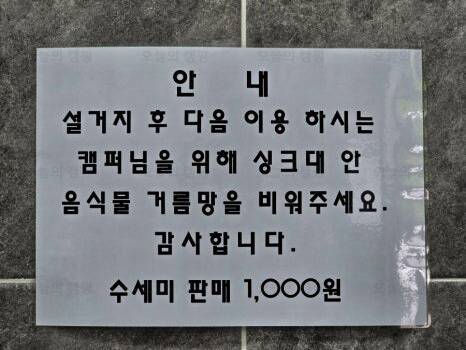 안 내
설거지 후 다음 이용 하시는
캠퍼님을 위해 싱크대 안
음식물 거름망을 비워주세요.
감사합니다.
수세미 판매 1,000원